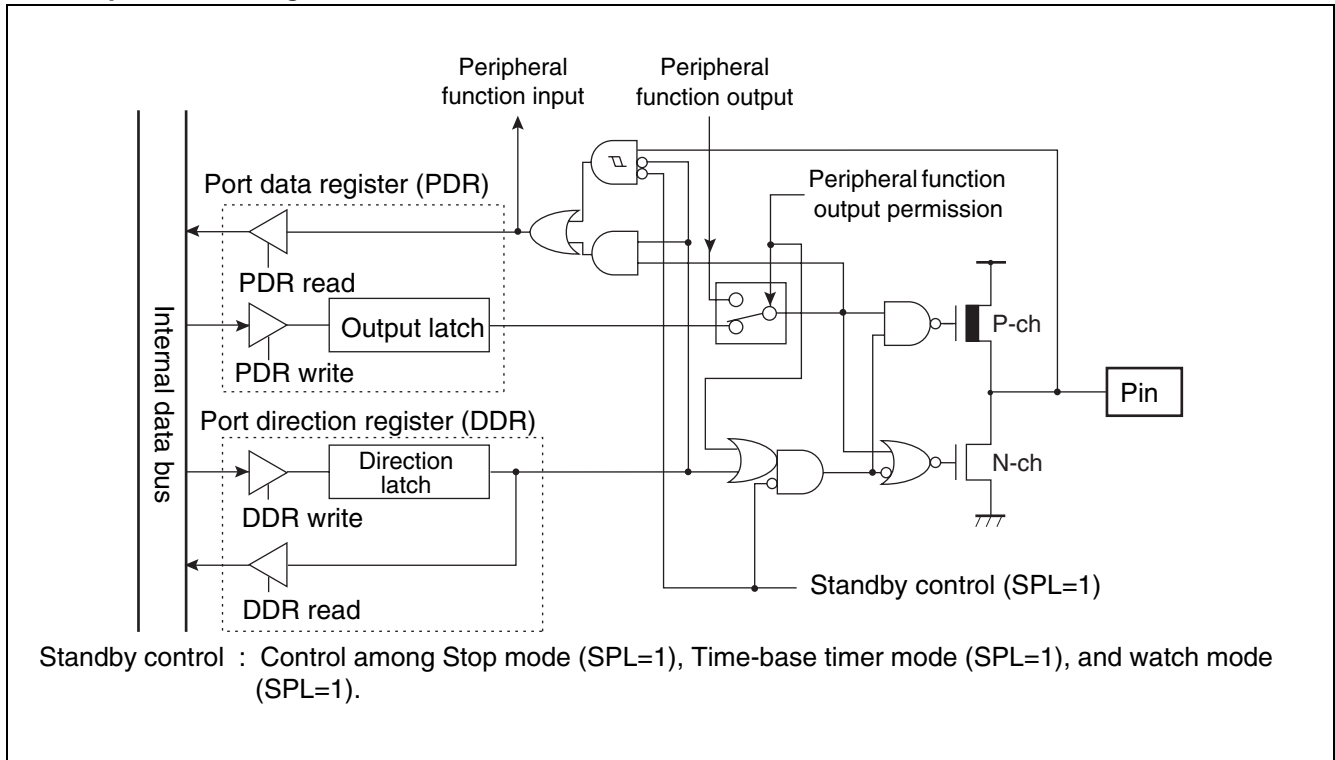 Peripheral
function input
Peripheral
function output
Port data register (PDR)
Peripheral function
output permission
PDR read
Output latch
PDR write
P-ch
Pin
Internal data bus
Port direction register (DDR)
Direction
latch
N-ch
DDR write
Standby control (SPL=1)
DDR read
Standby control : Control among Stop mode (SPL=1), Time-base timer mode (SPL=1), and watch mode
(SPL=1).